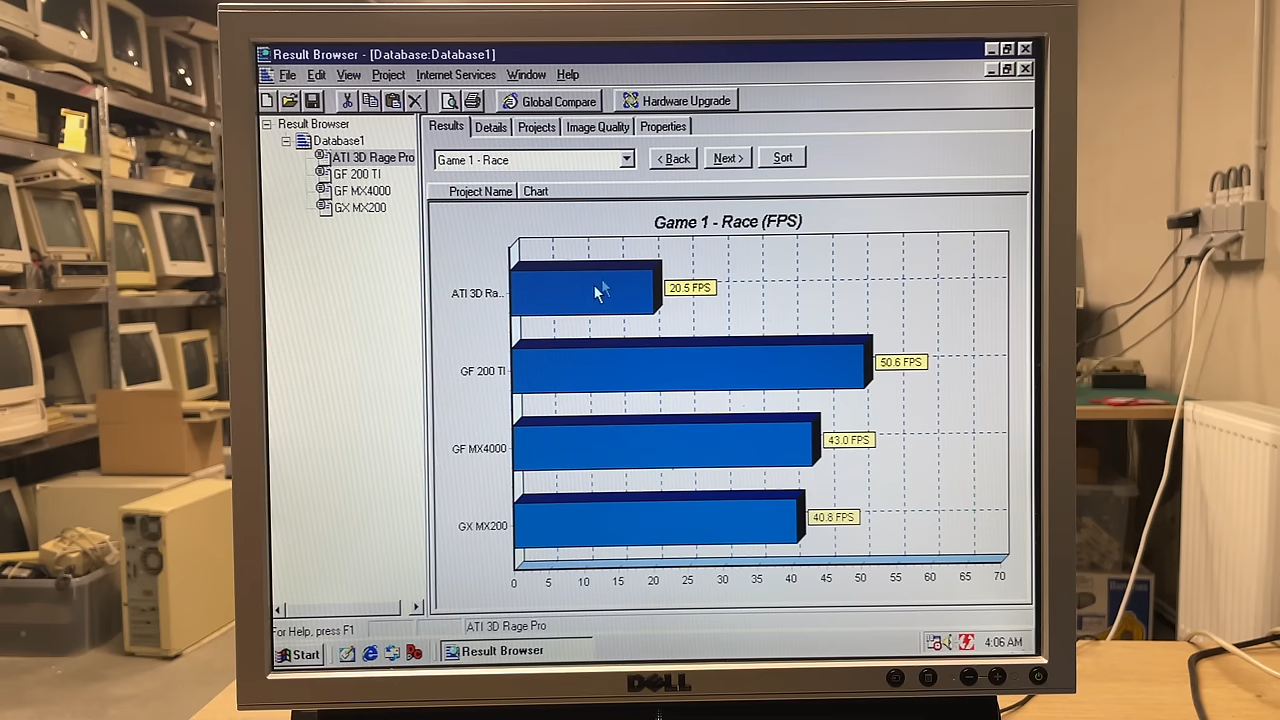 Result Browser - [Database:Database1]
File Edit View Project Internet Services Window Help
Global Compare Hardware Upgrade
Result Browser
Database1
ATI 3D Rage Pro
GF 200 TI
GF MX4000
GX MX200
Results Details Projects Image Quality Properties
Game 1 - Race < Back Next > Sort
Project Name Chart
Game 1 - Race (FPS)
ATI 3D Ra... 20.5 FPS
GF 200 TI 50.6 FPS
GF MX4000 43.0 FPS
GX MX200 40.8 FPS
0 5 10 15 20 25 30 35 40 45 50 55 60 65 70
For Help, press F1 ATI 3D Rage Pro
Start Result Browser 4:06 AM
DELL